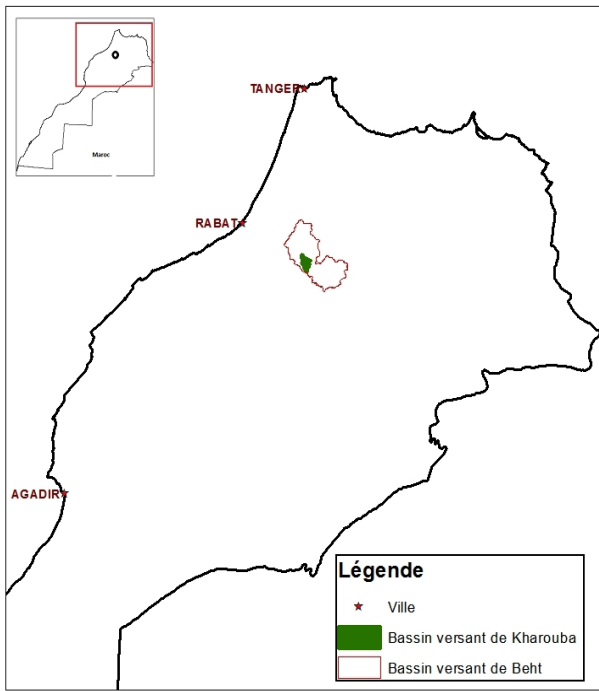 Maroc
TANGER
RABAT
AGADIR
Légende
Ville
Bassin versant de Kharouba
Bassin versant de Beht